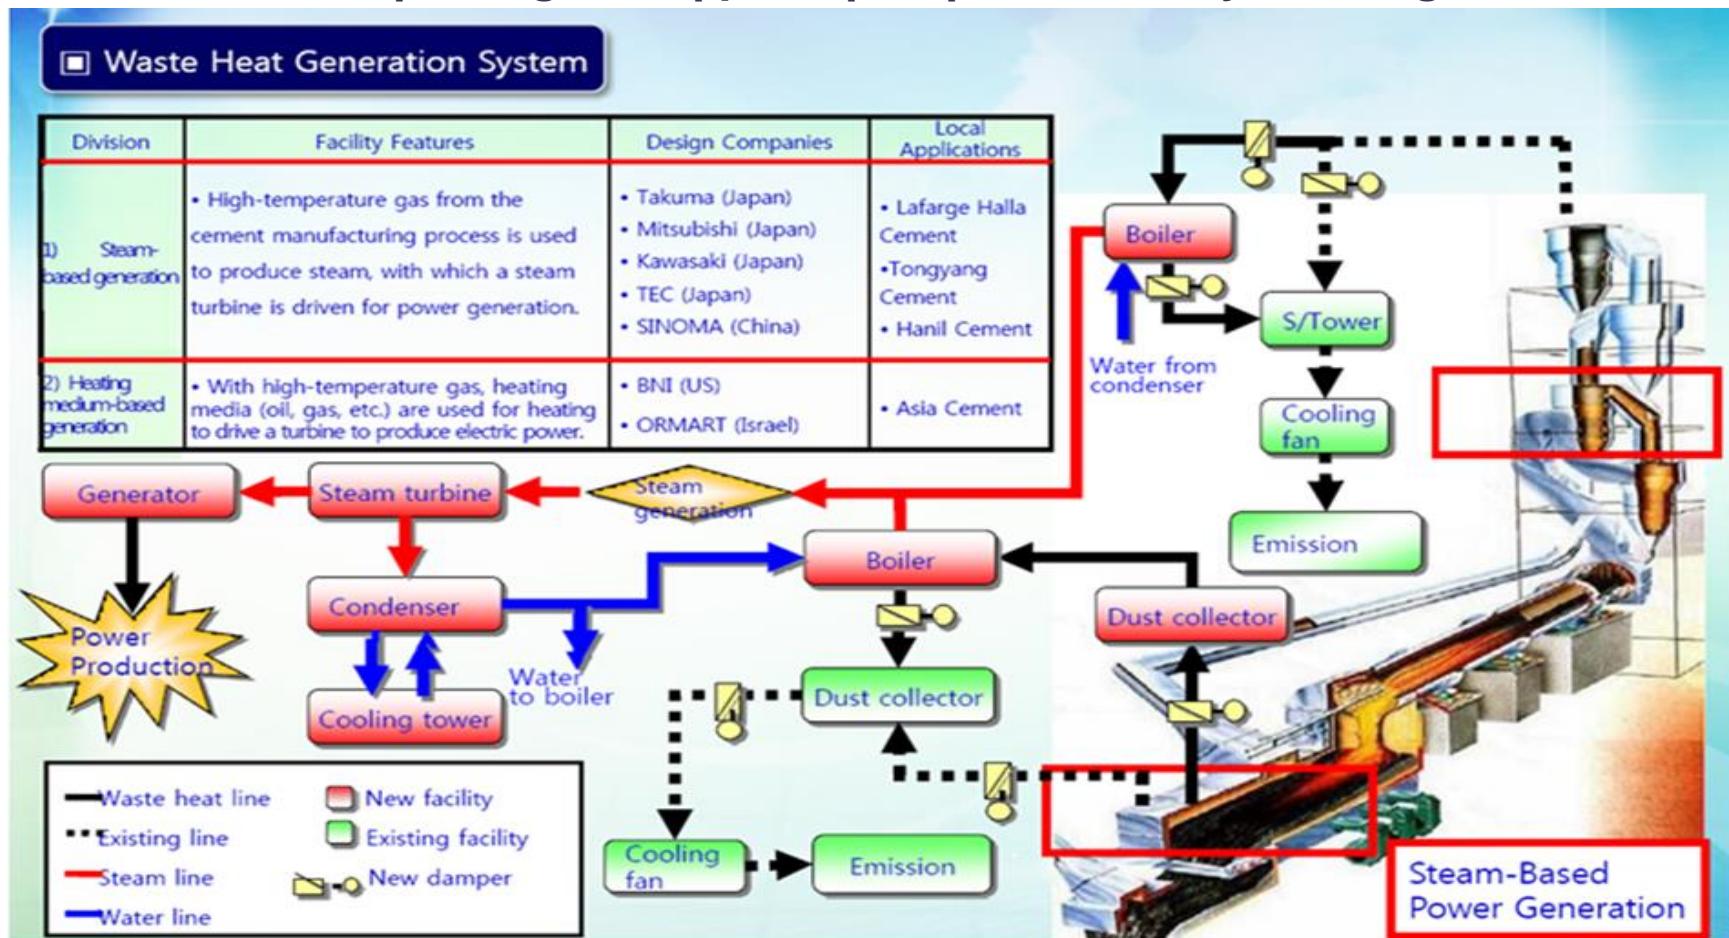 Waste Heat Generation System
Division
Facility Features
Design Companies
Local
Applications
1) Steam-
based generation
• High-temperature gas from the
cement manufacturing process is used
to produce steam, with which a steam
turbine is driven for power generation.
• Takuma (Japan)
• Mitsubishi (Japan)
• Kawasaki (Japan)
• TEC (Japan)
• SINOMA (China)
• Lafarge Halla
Cement
•Tongyang
Cement
• Hanil Cement
2) Heating
medium-based
generation
• With high-temperature gas, heating
media (oil, gas, etc.) are used for heating
to drive a turbine to produce electric power.
• BNI (US)
• ORMART (Israel)
• Asia Cement
Boiler
S/Tower
Water from
condenser
Cooling
fan
Emission
Generator
Steam turbine
Steam
generation
Boiler
Condenser
Dust collector
Power
Production
Water
to boiler
Cooling tower
Dust collector
Waste heat line
New facility
Existing line
Existing facility
Steam line
New damper
Water line
Cooling
fan
Emission
Steam-Based
Power Generation